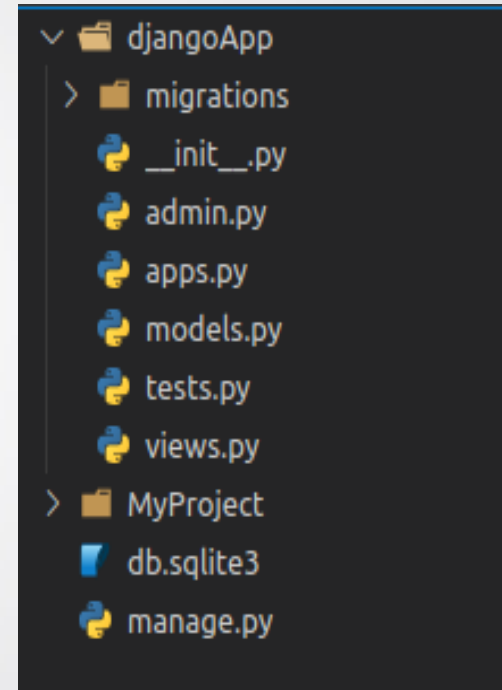 djangoApp
migrations
__init__.py
admin.py
apps.py
models.py
tests.py
views.py
MyProject
db.sqlite3
manage.py